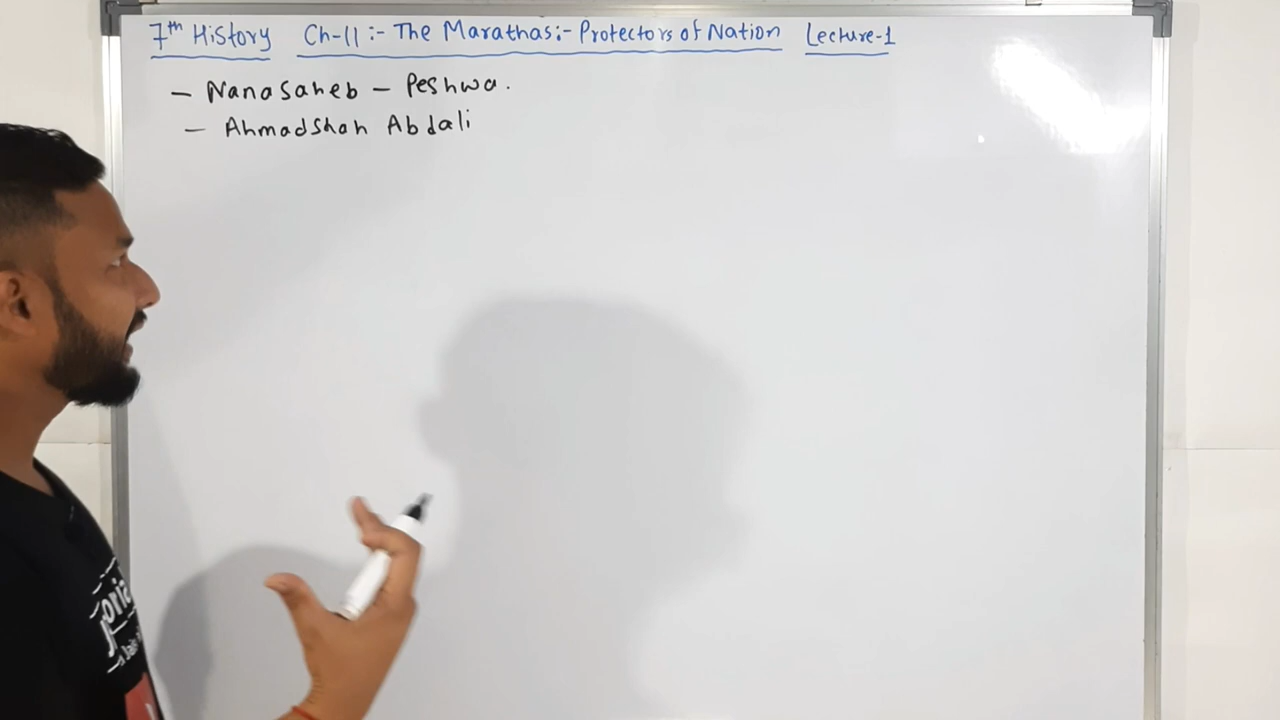 7th History Ch-11 :- The Marathas:- Protectors of Nation Lecture-1
— Nanasaheb — Peshwa.
— Ahmadshah Abdali